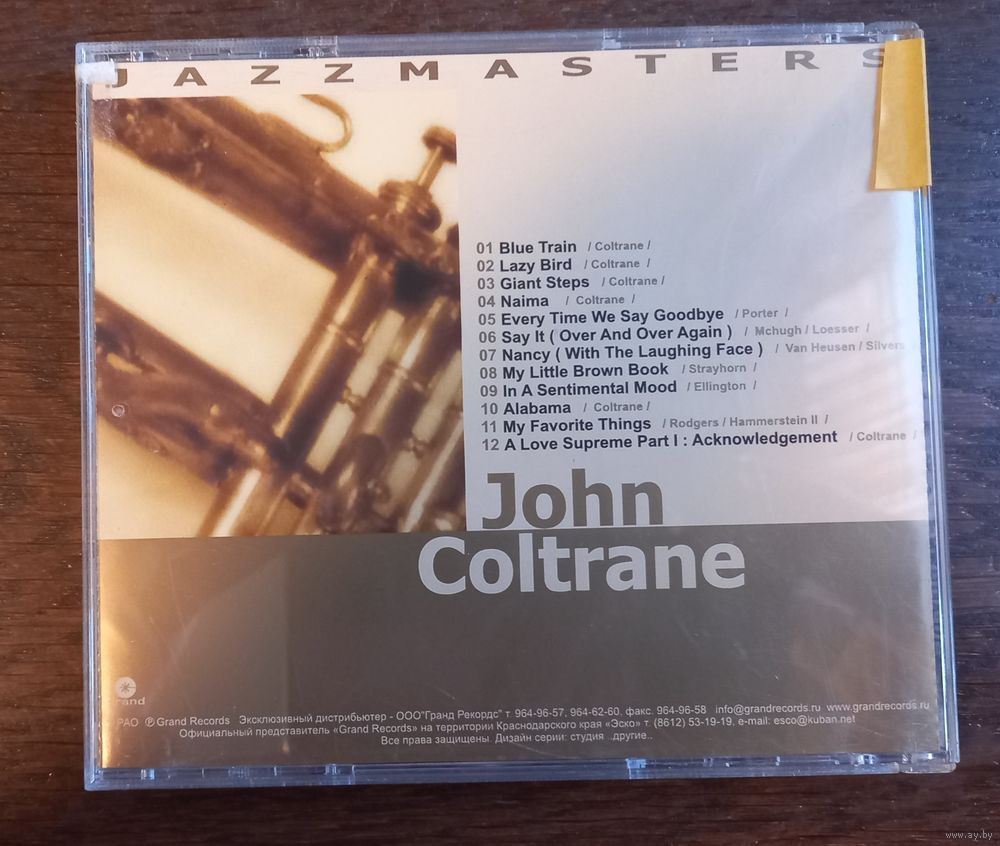 JAZZMASTERS
01 Blue Train / Coltrane /
02 Lazy Bird / Coltrane /
03 Giant Steps / Coltrane /
04 Naima / Coltrane /
05 Every Time We Say Goodbye / Porter /
06 Say It ( Over And Over Again ) / Mchugh / Loesser /
07 Nancy ( With The Laughing Face ) / Van Heusen / Silvers
08 My Little Brown Book / Strayhorn /
09 In A Sentimental Mood / Ellington /
10 Alabama / Coltrane /
11 My Favorite Things / Rodgers / Hammerstein II /
12 A Love Supreme Part I : Acknowledgement / Coltrane /
John
Coltrane
Grand
РАО ℗ Grand Records Эксклюзивный дистрибьютер - ООО"Гранд Рекордс" т. 964-96-57, 964-62-60, факс. 964-96-58 info@grandrecords.ru www.grandrecords.ru
Официальный представитель «Grand Records» на территории Краснодарского края "Эско» т. (8612) 53-19-19, e-mail: esco@kuban.net
Все права защищены. Дизайн серии: студия ..другие..
www.ay.by